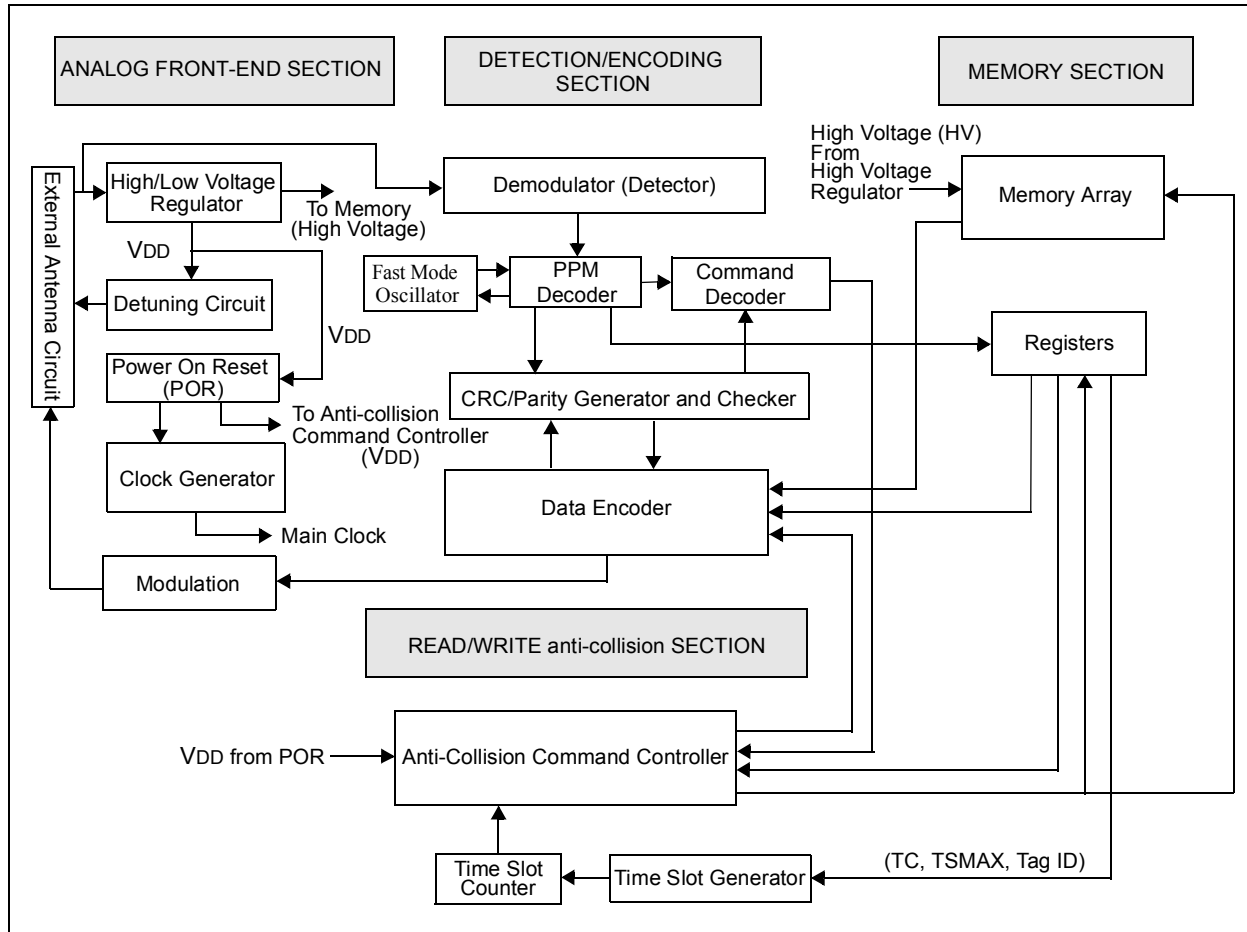 ANALOG FRONT-END SECTION
DETECTION/ENCODING
SECTION
MEMORY SECTION
High Voltage (HV)
From
High Voltage
Regulator
Memory Array
External Antenna Circuit
High/Low Voltage
Regulator
To Memory
(High Voltage)
Demodulator (Detector)
VDD
Fast Mode
Oscillator
PPM
Decoder
Command
Decoder
Detuning Circuit
VDD
Registers
Power On Reset
(POR)
CRC/Parity Generator and Checker
To Anti-collision
Command Controller
(VDD)
Clock Generator
Data Encoder
Main Clock
Modulation
READ/WRITE anti-collision SECTION
VDD from POR
Anti-Collision Command Controller
Time Slot
Counter
Time Slot Generator
(TC, TSMAX, Tag ID)